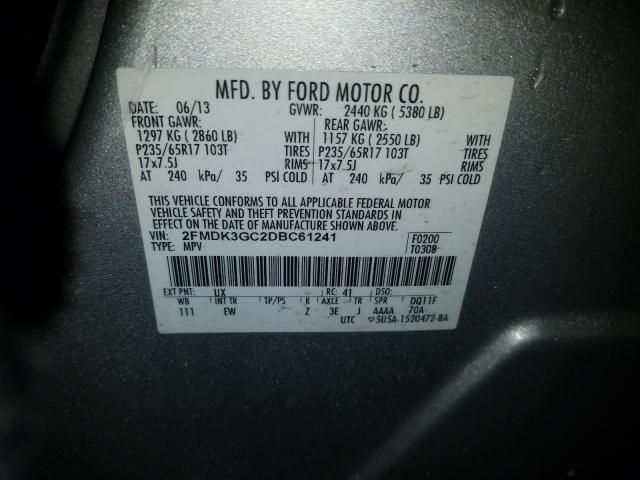 MFD. BY FORD MOTOR CO.
DATE: 06/13 GVWR: 2440 KG ( 5380 LB)
FRONT GAWR: REAR GAWR:
1297 KG ( 2860 LB) WITH 1157 KG ( 2550 LB) WITH
P235/65R17 103T TIRES P235/65R17 103T TIRES
17x7.5J RIMS 17x7.5J RIMS
AT 240 kPa/ 35 PSI COLD AT 240 kPa/ 35 PSI COLD
THIS VEHICLE CONFORMS TO ALL APPLICABLE FEDERAL MOTOR
VEHICLE SAFETY AND THEFT PREVENTION STANDARDS IN
EFFECT ON THE DATE OF MANUFACTURE SHOWN ABOVE.
VIN: 2FMDK3GC2DBC61241 F0200
TYPE: MPV T0308
EXT PNT: UX RC: 41 DSO:
WB INT TR TP/PS R AXLE TR SPR DQ11F
111 EW Z 3E J AAAA 70A
UTC 5U5A-1520472-BA